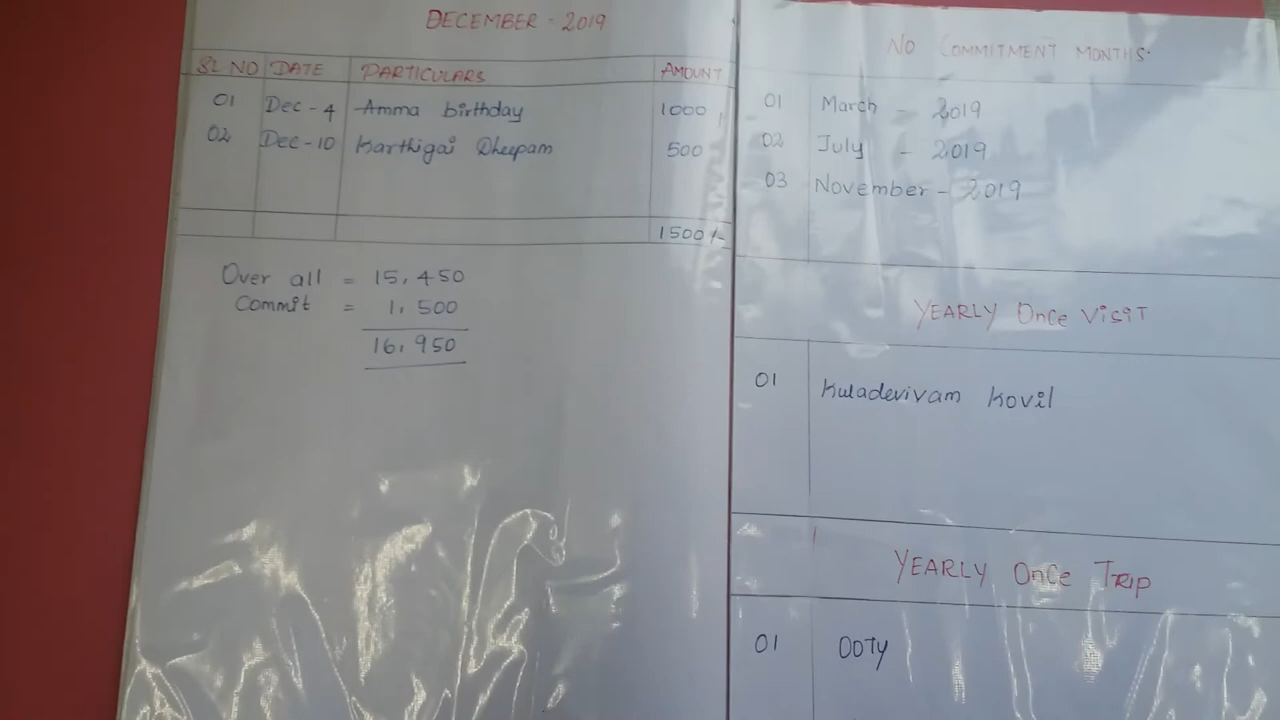 DECEMBER - 2019
SL NO DATE PARTICULARS AMOUNT
01 Dec - 4 Amma birthday 1000
02 Dec - 10 Karthigai Dheepam 500
1500/-
Over all = 15,450
Commit = 1,500
16,950
NO COMMITMENT MONTHS.
01 March - 2019
02 July - 2019
03 November - 2019
YEARLY Once VisiT
01 Kuladevivam Kovil
YEARLY Once TRip
01 OOTy